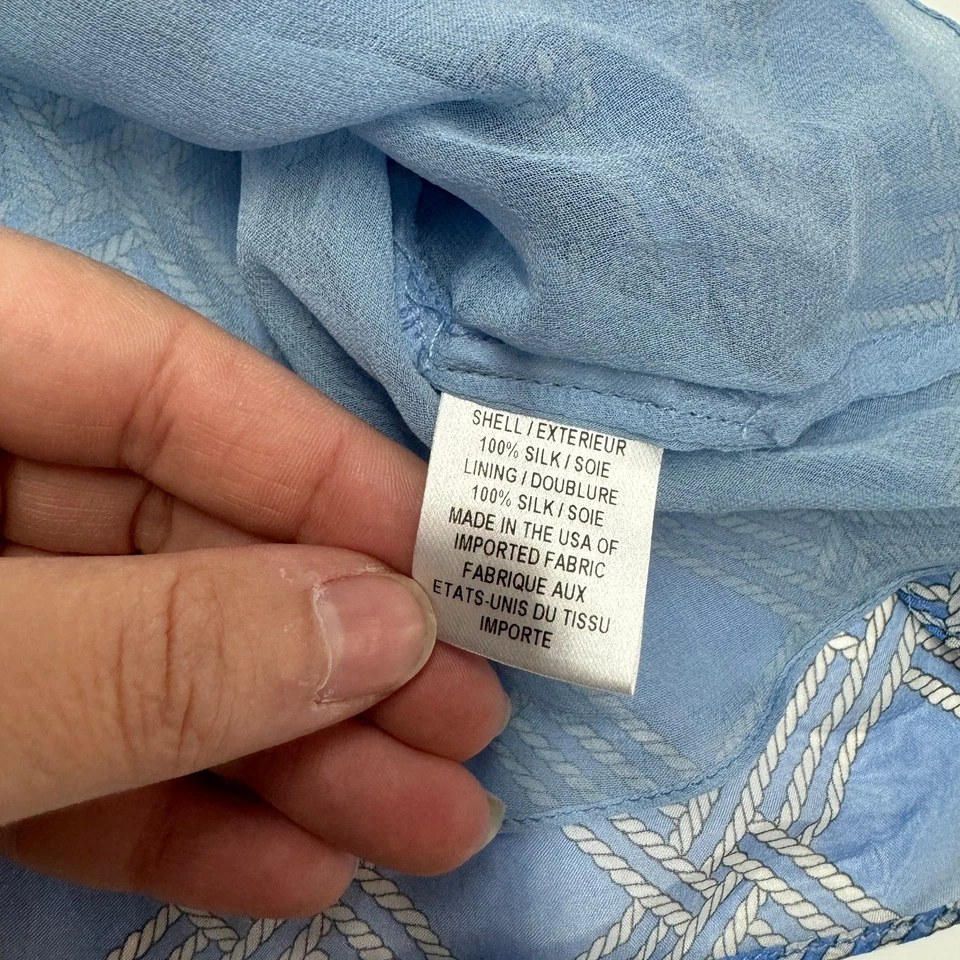 SHELL / EXTERIEUR
100% SILK / SOIE
LINING / DOUBLURE
100% SILK / SOIE
MADE IN THE USA OF
IMPORTED FABRIC
FABRIQUE AUX
ETATS-UNIS DU TISSU
IMPORTE